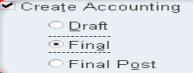 Create Accounting
Draft
Final
Final Post